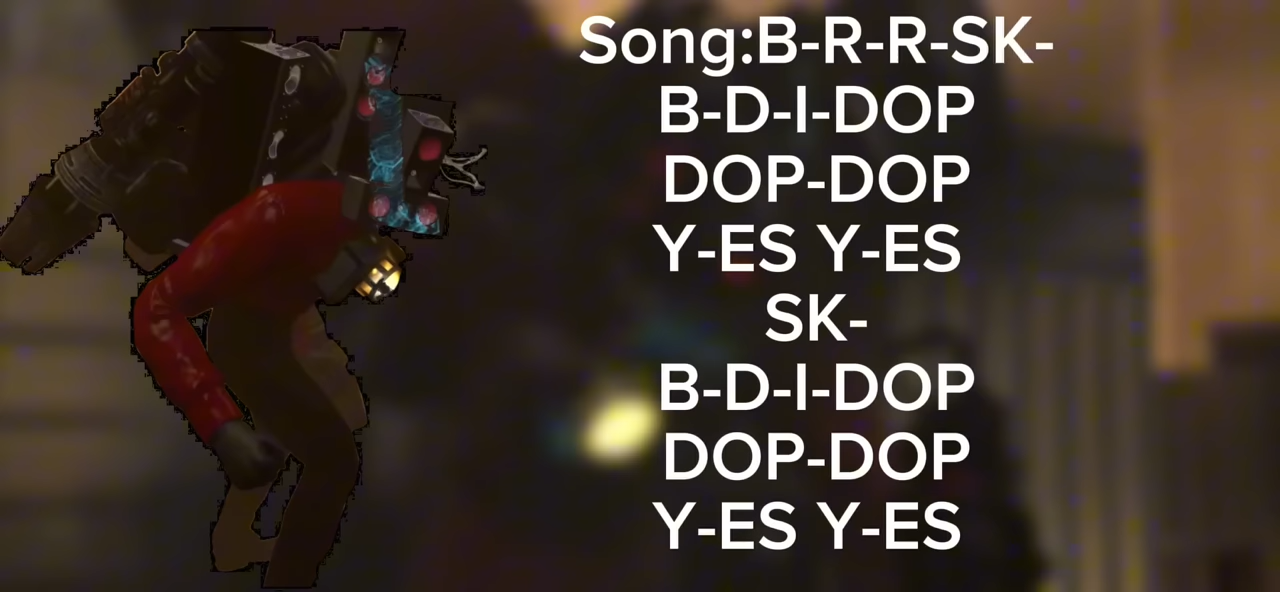 Song:B-R-R-SK-
B-D-I-DOP
DOP-DOP
Y-ES Y-ES
SK-
B-D-I-DOP
DOP-DOP
Y-ES Y-ES